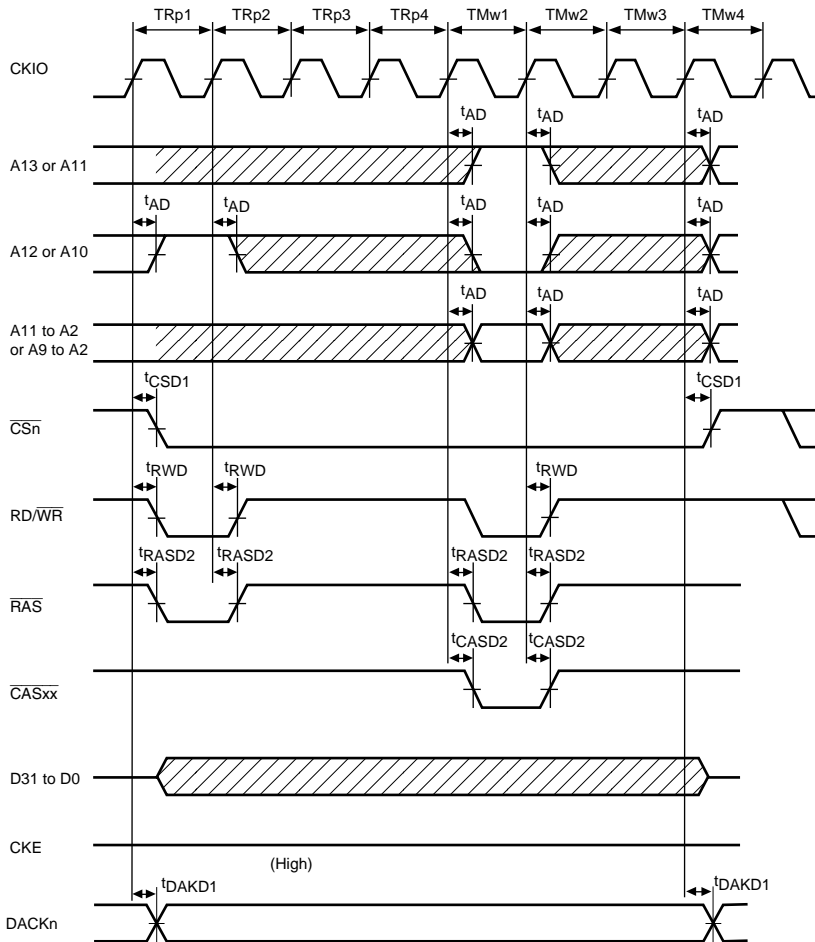 TRp1 TRp2 TRp3 TRp4 TMw1 TMw2 TMw3 TMw4
CKIO
tAD tAD tAD
A13 or A11
tAD tAD tAD tAD tAD
A12 or A10
tAD tAD tAD
A11 to A2
or A9 to A2
tCSD1 tCSD1
CSn
tRWD tRWD tRWD
RD/WR
tRASD2 tRASD2 tRASD2 tRASD2
RAS
tCASD2 tCASD2
CASxx
D31 to D0
CKE
(High)
tDAKD1 tDAKD1
DACKn